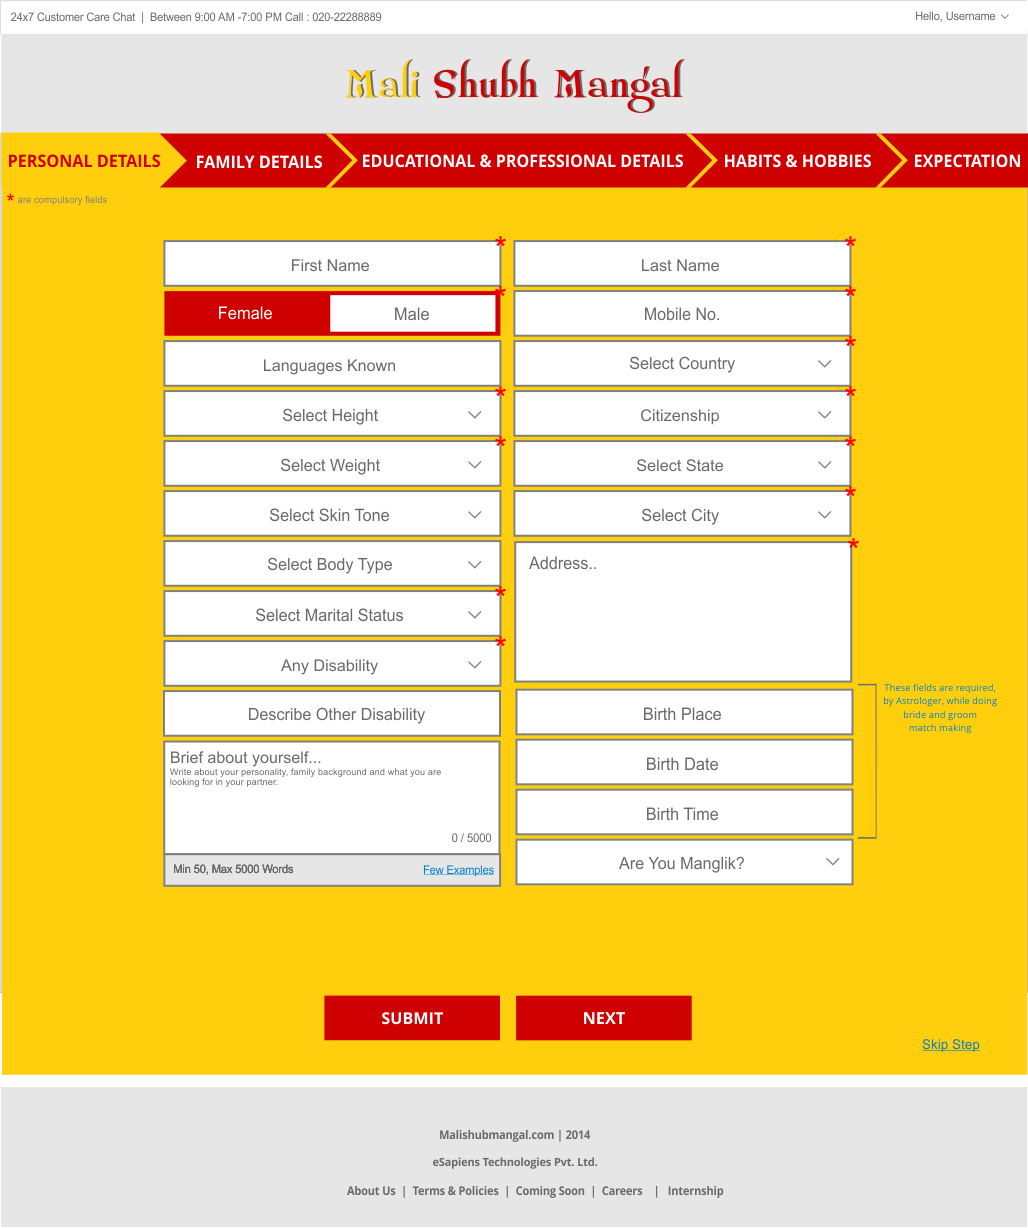 24x7 Customer Care Chat | Between 9:00 AM -7:00 PM Call : 020-22288889
Hello, Username
Mali Shubh Mangal
PERSONAL DETAILS
FAMILY DETAILS
EDUCATIONAL & PROFESSIONAL DETAILS
HABITS & HOBBIES
EXPECTATION
* are compulsory fields
First Name *
Last Name *
Female Male *
Mobile No. *
Languages Known
Select Country *
Select Height *
Citizenship *
Select Weight *
Select State *
Select Skin Tone
Select City *
Select Body Type
Address.. *
Select Marital Status *
Any Disability *
Describe Other Disability
Brief about yourself...
Write about your personality, family background and what you are
looking for in your partner.
0 / 5000
Min 50, Max 5000 Words
Few Examples
Birth Place
Birth Date
Birth Time
Are You Manglik?
These fields are required,
by Astrologer, while doing
bride and groom
match making
SUBMIT
NEXT
Skip Step
Malishubmangal.com | 2014
eSapiens Technologies Pvt. Ltd.
About Us | Terms & Policies | Coming Soon | Careers | Internship